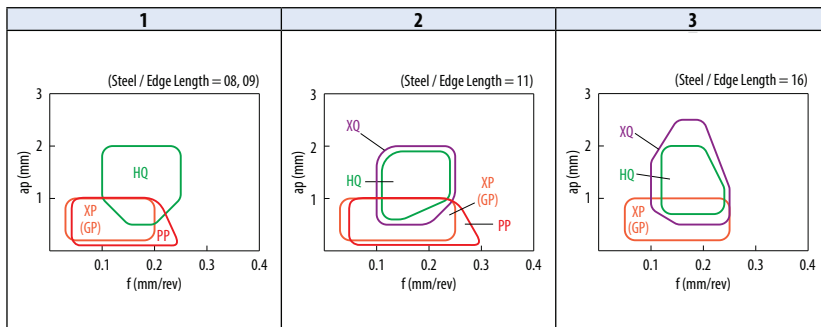 1
2
3
(Steel / Edge Length = 08, 09)
3
2
1
ap (mm)
HQ
XP
(GP)
PP
0.1
0.2
0.3
0.4
f (mm/rev)
(Steel / Edge Length = 11)
3
2
1
ap (mm)
XQ
HQ
XP
(GP)
PP
0.1
0.2
0.3
0.4
f (mm/rev)
(Steel / Edge Length = 16)
3
2
1
ap (mm)
XQ
HQ
XP
(GP)
0.1
0.2
0.3
0.4
f (mm/rev)